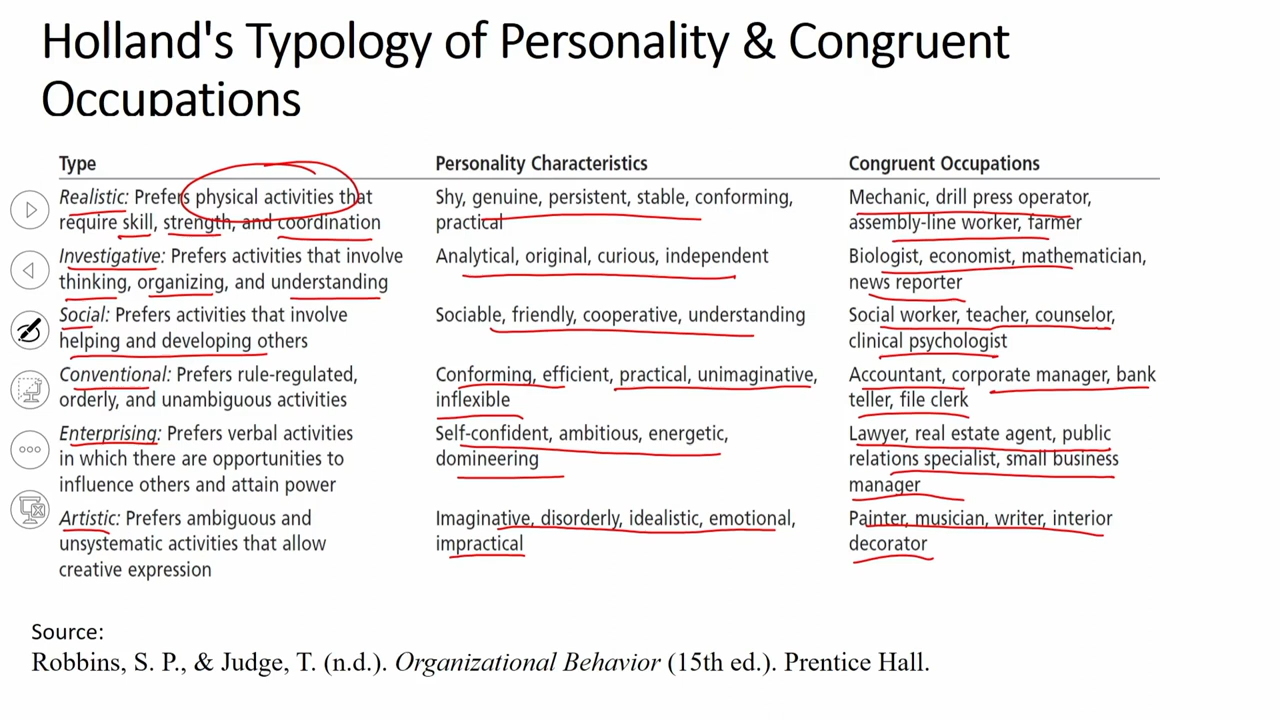 Holland's Typology of Personality & Congruent
Occupations
Type Personality Characteristics Congruent Occupations
Realistic: Prefers physical activities that Shy, genuine, persistent, stable, conforming, Mechanic, drill press operator,
require skill, strength, and coordination practical assembly-line worker, farmer
Investigative: Prefers activities that involve Analytical, original, curious, independent Biologist, economist, mathematician,
thinking, organizing, and understanding news reporter
Social: Prefers activities that involve Sociable, friendly, cooperative, understanding Social worker, teacher, counselor,
helping and developing others clinical psychologist
Conventional: Prefers rule-regulated, Conforming, efficient, practical, unimaginative, Accountant, corporate manager, bank
orderly, and unambiguous activities inflexible teller, file clerk
Enterprising: Prefers verbal activities Self-confident, ambitious, energetic, Lawyer, real estate agent, public
in which there are opportunities to domineering relations specialist, small business
influence others and attain power manager
Artistic: Prefers ambiguous and Imaginative, disorderly, idealistic, emotional, Painter, musician, writer, interior
unsystematic activities that allow impractical decorator
creative expression
Source:
Robbins, S. P., & Judge, T. (n.d.). Organizational Behavior (15th ed.). Prentice Hall.